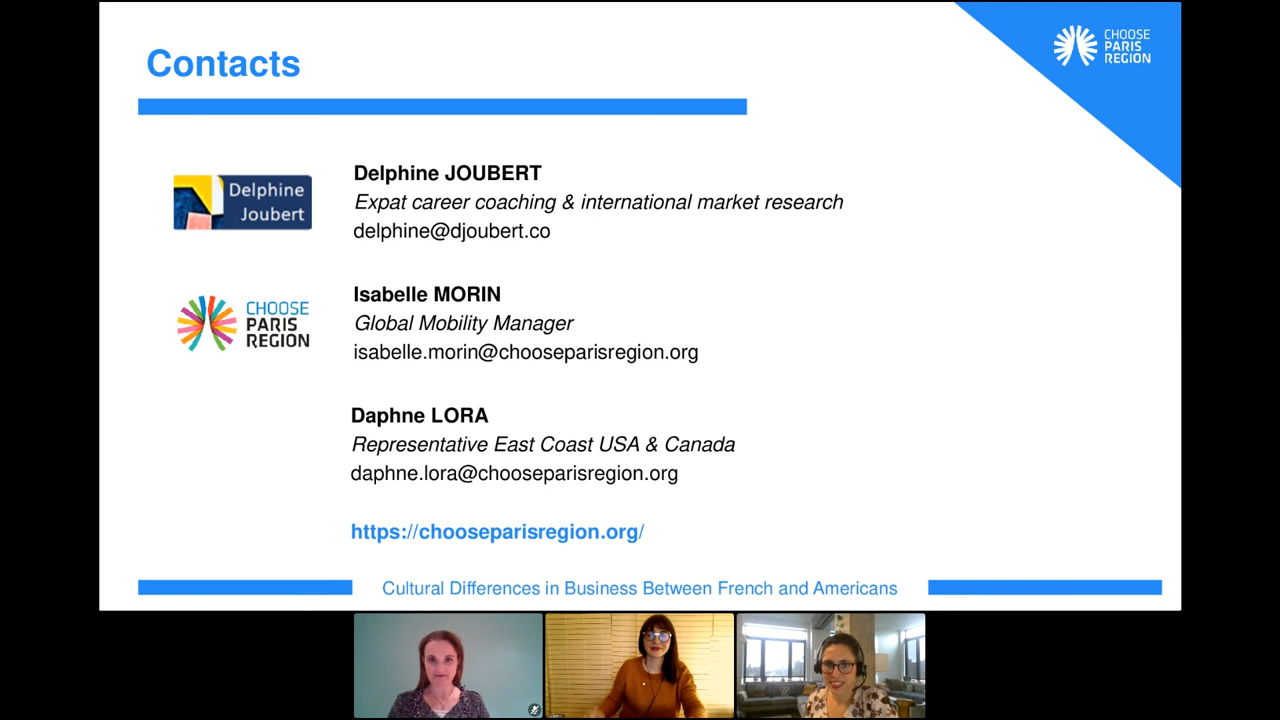 Contacts
CHOOSE
PARIS
REGION
Delphine
Joubert
Delphine JOUBERT
Expat career coaching & international market research
delphine@djoubert.co
CHOOSE
PARIS
REGION
Isabelle MORIN
Global Mobility Manager
isabelle.morin@chooseparisregion.org
Daphne LORA
Representative East Coast USA & Canada
daphne.lora@chooseparisregion.org
https://chooseparisregion.org/
Cultural Differences in Business Between French and Americans